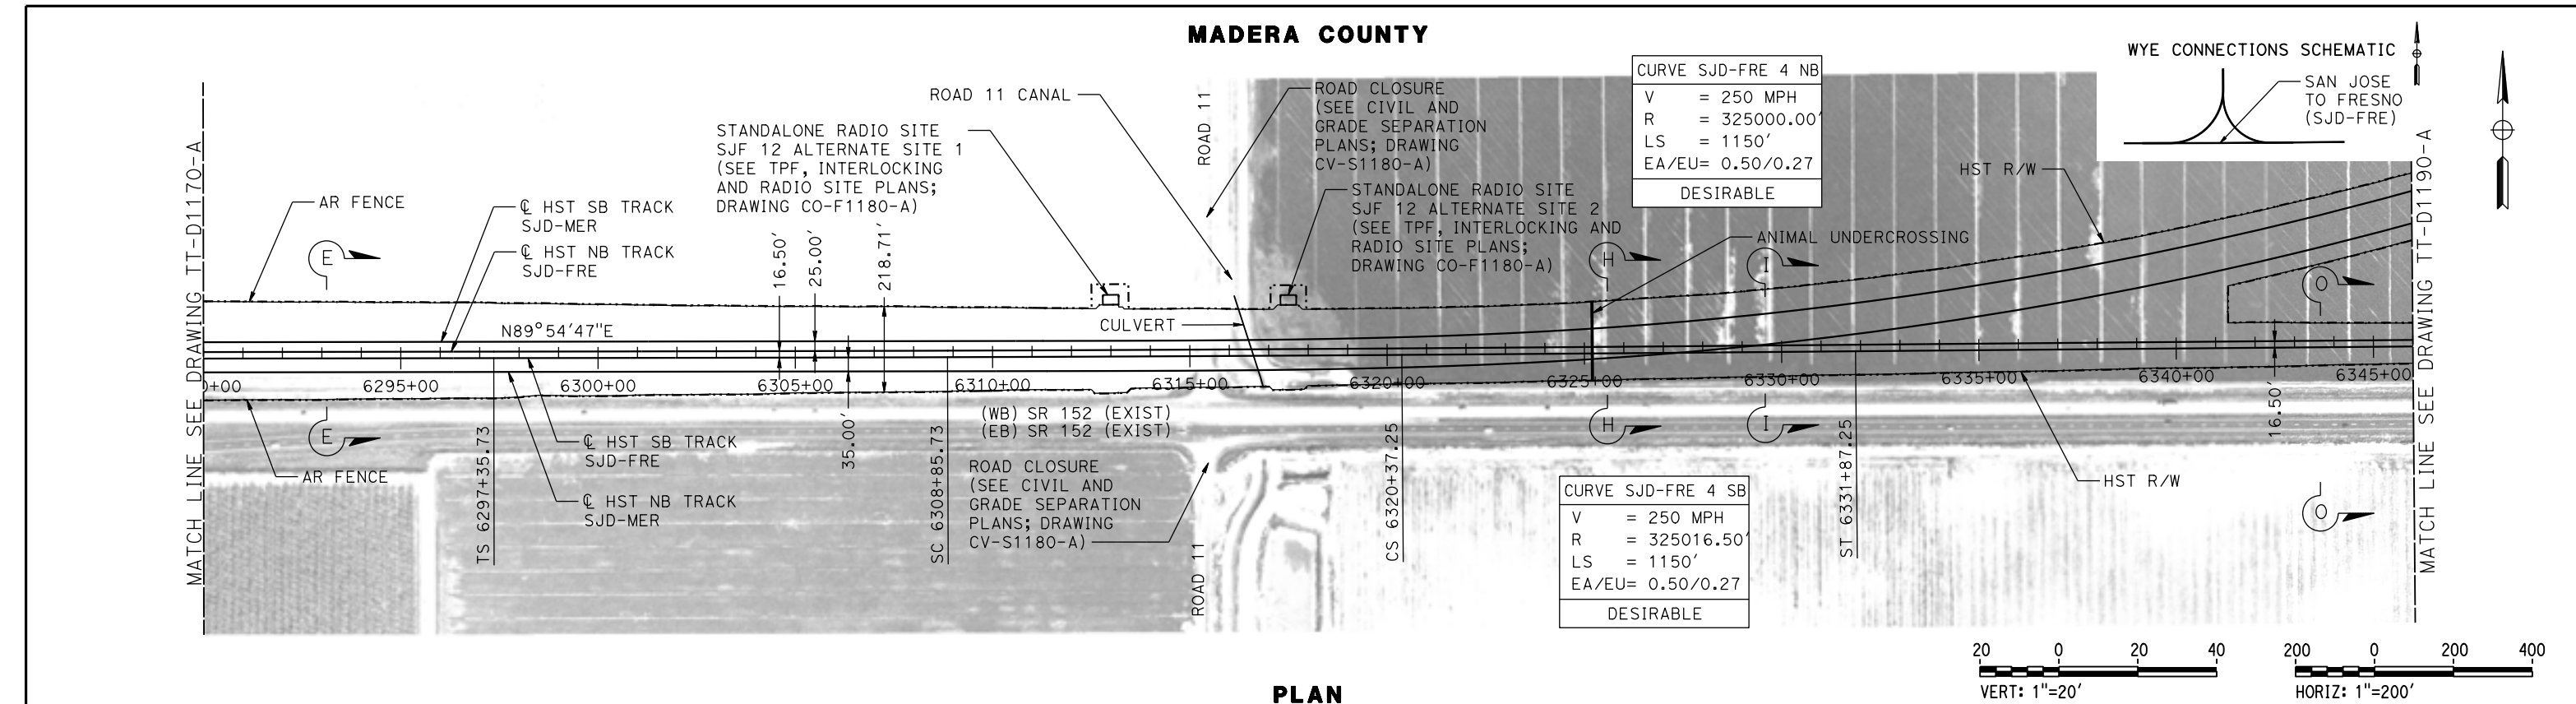 MADERA COUNTY
WYE CONNECTIONS SCHEMATIC
SAN JOSE
TO FRESNO
(SJD-FRE)
CURVE SJD-FRE 4 NB
V = 250 MPH
R = 325000.00'
LS = 1150'
EA/EU= 0.50/0.27
DESIRABLE
ROAD 11 CANAL
ROAD 11
ROAD CLOSURE
(SEE CIVIL AND
GRADE SEPARATION
PLANS; DRAWING
CV-S1180-A)
STANDALONE RADIO SITE
SJF 12 ALTERNATE SITE 1
(SEE TPF, INTERLOCKING
AND RADIO SITE PLANS;
DRAWING CO-F1180-A)
STANDALONE RADIO SITE
SJF 12 ALTERNATE SITE 2
(SEE TPF, INTERLOCKING AND
RADIO SITE PLANS;
DRAWING CO-F1180-A)
HST R/W
ANIMAL UNDERCROSSING
MATCH LINE SEE DRAWING TT-D1170-A
AR FENCE
℄ HST SB TRACK
SJD-MER
℄ HST NB TRACK
SJD-FRE
E
H
I
O
16.50'
25.00'
218.71'
CULVERT
N89°54'47"E
0+00
6295+00
6300+00
6305+00
6310+00
6315+00
6320+00
6325+00
6330+00
6335+00
6340+00
6345+00
MATCH LINE SEE DRAWING TT-D1190-A
(WB) SR 152 (EXIST)
(EB) SR 152 (EXIST)
E
H
I
O
35.00'
16.50'
AR FENCE
℄ HST SB TRACK
SJD-FRE
℄ HST NB TRACK
SJD-MER
TS 6297+35.73
SC 6308+85.73
CS 6320+37.25
ST 6331+87.25
ROAD CLOSURE
(SEE CIVIL AND
GRADE SEPARATION
PLANS; DRAWING
CV-S1180-A)
ROAD 11
HST R/W
CURVE SJD-FRE 4 SB
V = 250 MPH
R = 325016.50'
LS = 1150'
EA/EU= 0.50/0.27
DESIRABLE
20 0 20 40
VERT: 1"=20'
200 0 200 400
HORIZ: 1"=200'
PLAN